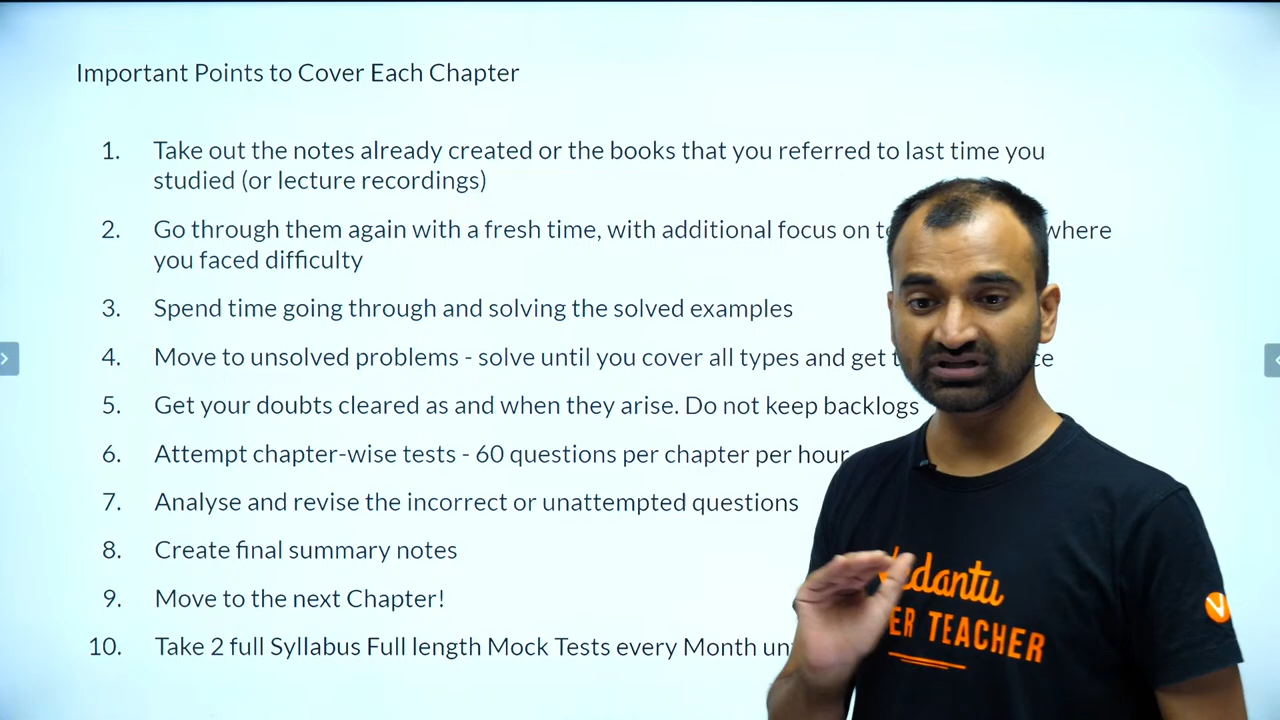 Important Points to Cover Each Chapter
1. Take out the notes already created or the books that you referred to last time you
studied (or lecture recordings)
2. Go through them again with a fresh time, with additional focus on where
you faced difficulty
3. Spend time going through and solving the solved examples
4. Move to unsolved problems - solve until you cover all types and get
5. Get your doubts cleared as and when they arise. Do not keep backlogs
6. Attempt chapter-wise tests - 60 questions per chapter per hour
7. Analyse and revise the incorrect or unattempted questions
8. Create final summary notes
9. Move to the next Chapter!
10. Take 2 full Syllabus Full length Mock Tests every Month
Vedantu
TEACHER
V